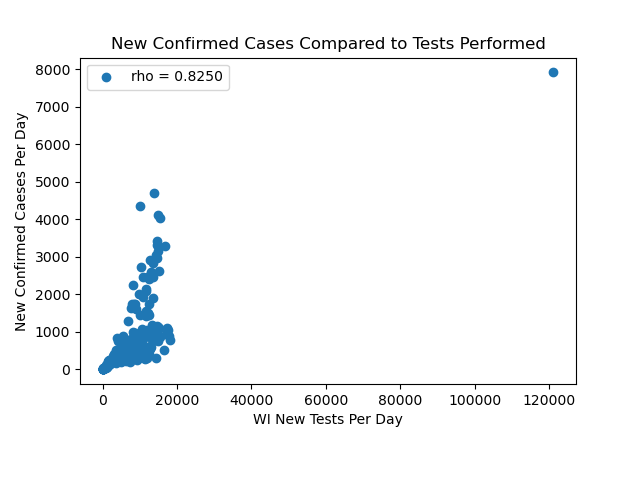 New Confirmed Cases Compared to Tests Performed
rho = 0.8250
8000
7000
6000
5000
4000
3000
2000
1000
0
New Confirmed Caeses Per Day
0 20000 40000 60000 80000 100000 120000
WI New Tests Per Day